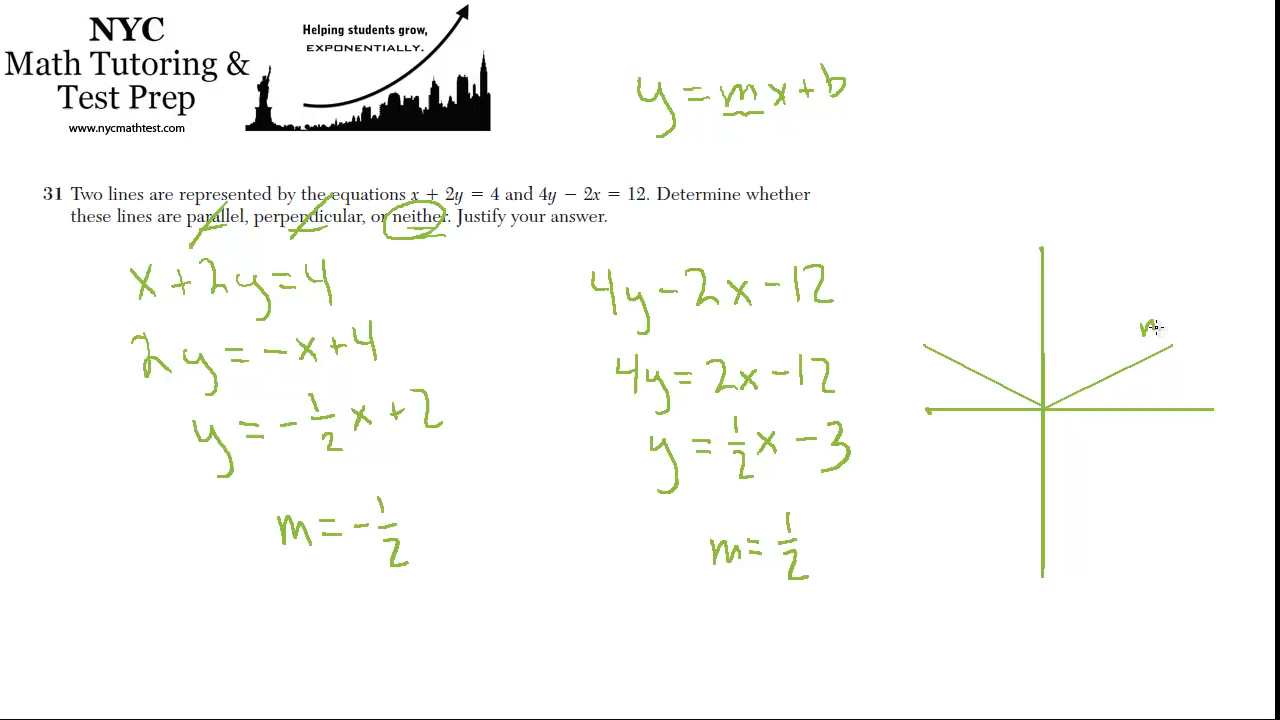 NYC
Math Tutoring &
Test Prep
www.nycmathtest.com
Helping students grow,
EXPONENTIALLY.
y = mx + b
31 Two lines are represented by the equations x + 2y = 4 and 4y − 2x = 12. Determine whether
these lines are parallel, perpendicular, or neither. Justify your answer.
x + 2y = 4
2y = -x + 4
y = -1/2 x + 2
m = -1/2
4y - 2x - 12
4y = 2x - 12
y = 1/2 x - 3
m = 1/2